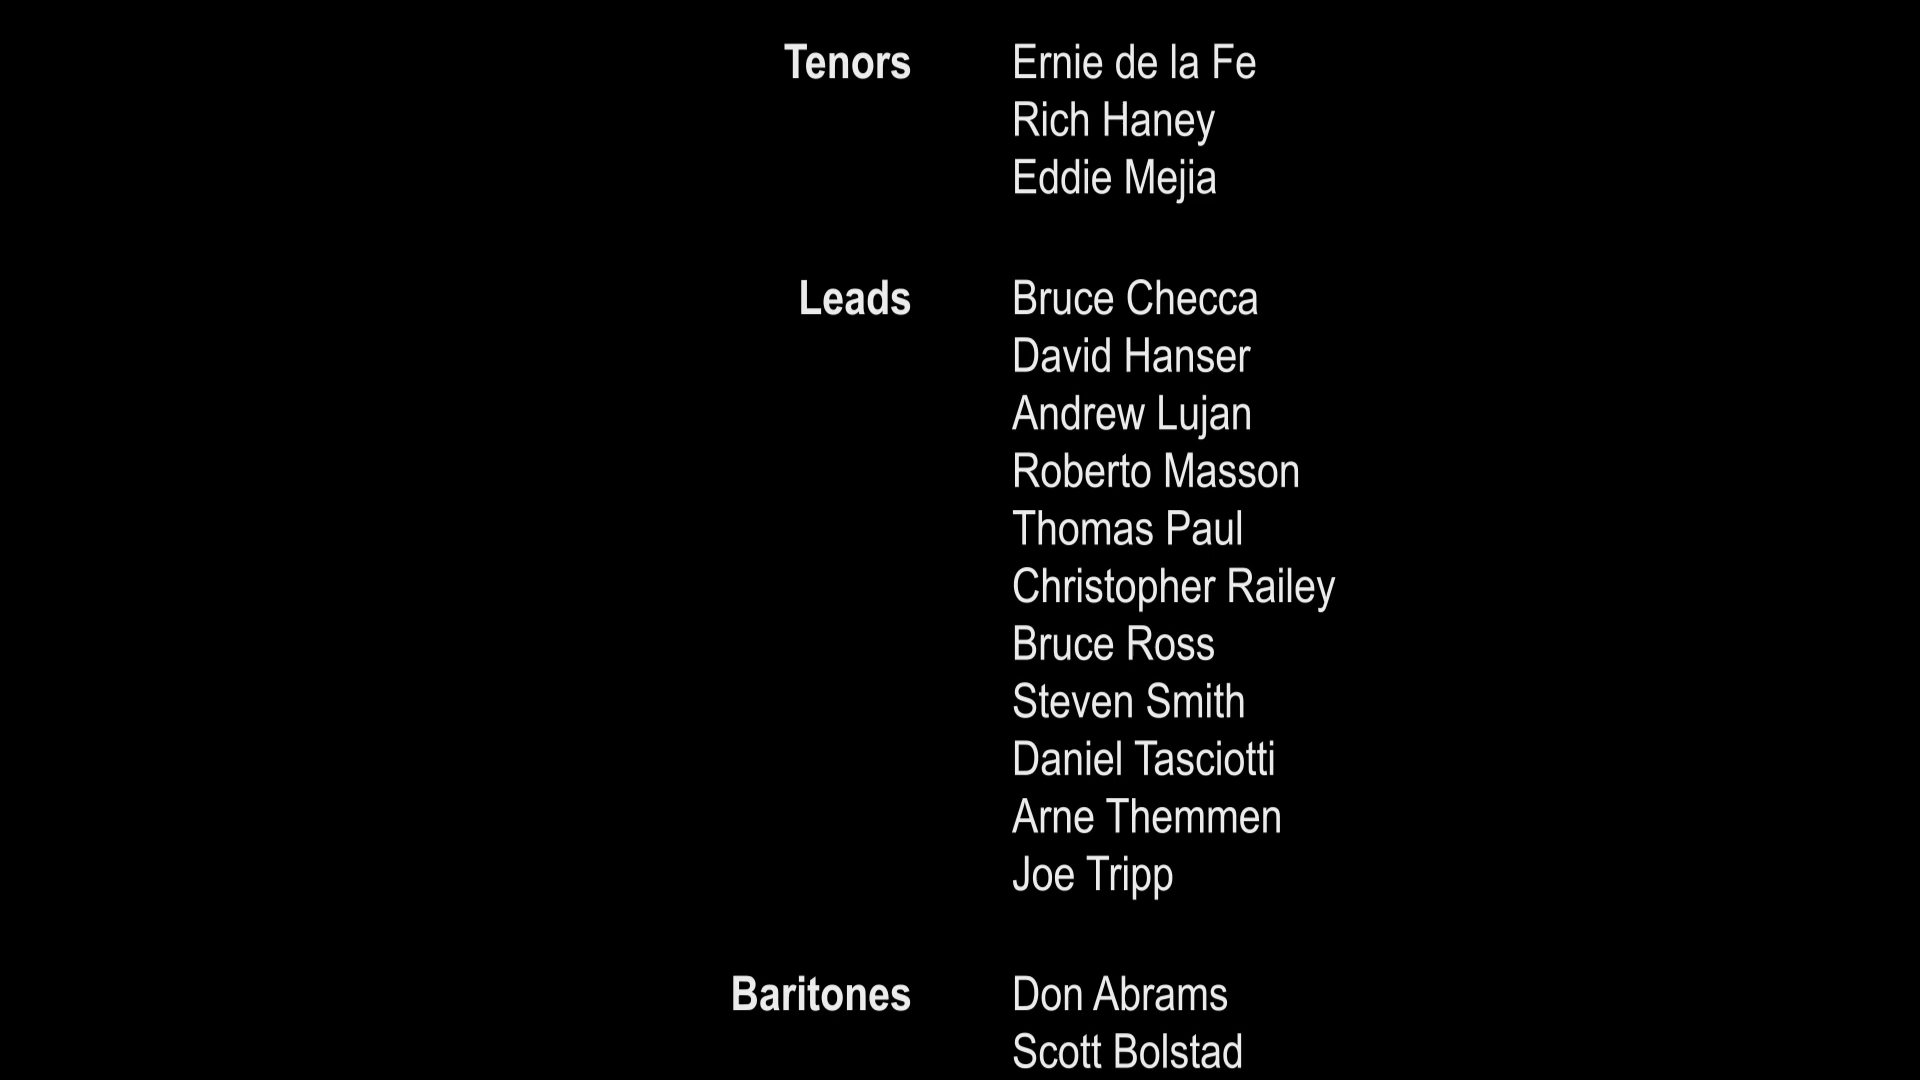 Tenors Ernie de la Fe
Rich Haney
Eddie Mejia
Leads Bruce Checca
David Hanser
Andrew Lujan
Roberto Masson
Thomas Paul
Christopher Railey
Bruce Ross
Steven Smith
Daniel Tasciotti
Arne Themmen
Joe Tripp
Baritones Don Abrams
Scott Bolstad